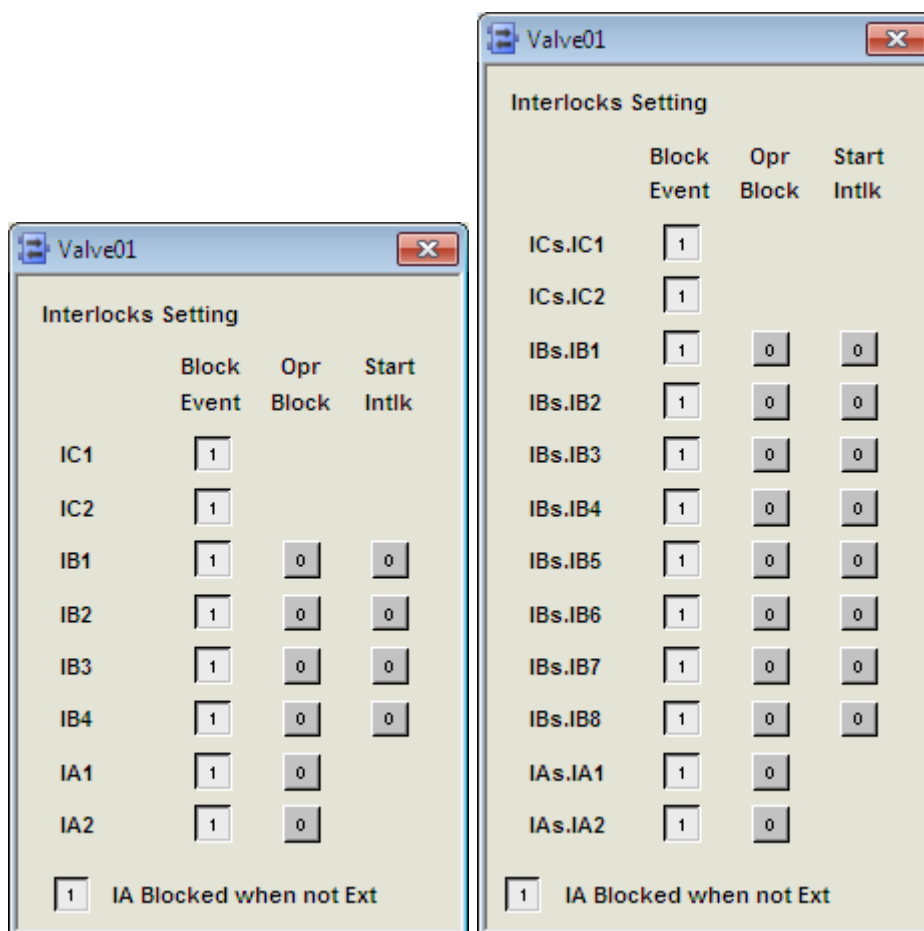 Valve01
Interlocks Setting
Block Opr Start
Event Block Intlk
IC1 1
IC2 1
IB1 1 0 0
IB2 1 0 0
IB3 1 0 0
IB4 1 0 0
IA1 1 0
IA2 1 0
1 IA Blocked when not Ext
Valve01
Interlocks Setting
Block Opr Start
Event Block Intlk
ICs.IC1 1
ICs.IC2 1
IBs.IB1 1 0 0
IBs.IB2 1 0 0
IBs.IB3 1 0 0
IBs.IB4 1 0 0
IBs.IB5 1 0 0
IBs.IB6 1 0 0
IBs.IB7 1 0 0
IBs.IB8 1 0 0
IAs.IA1 1 0
IAs.IA2 1 0
1 IA Blocked when not Ext